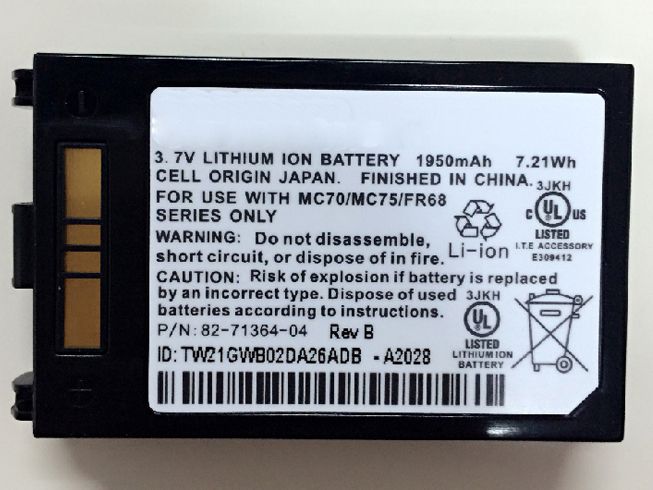 3.7V LITHIUM ION BATTERY 1950mAh 7.21Wh
CELL ORIGIN JAPAN. FINISHED IN CHINA.
FOR USE WITH MC70/MC75/FR68
SERIES ONLY
3JKH
C UL US
LISTED
I.T.E ACCESSORY
E309412
Li-ion
WARNING: Do not disassemble,
short circuit, or dispose of in fire.
CAUTION: Risk of explosion if battery is replaced
by an incorrect type. Dispose of used
batteries according to instructions.
3JKH
UL
LISTED
LITHIUM ION
BATTERY
P/N: 82-71364-04 Rev B
ID: TW21GWB02DA26ADB - A2028